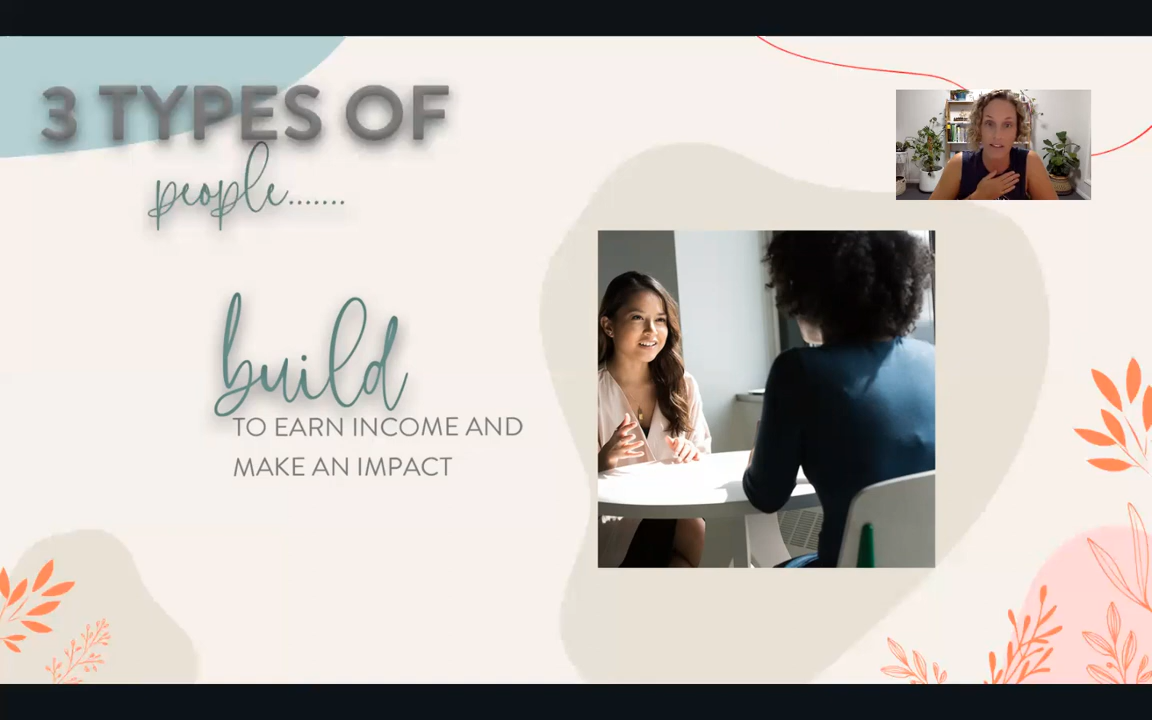 3 TYPES OF
people.......
build
TO EARN INCOME AND
MAKE AN IMPACT